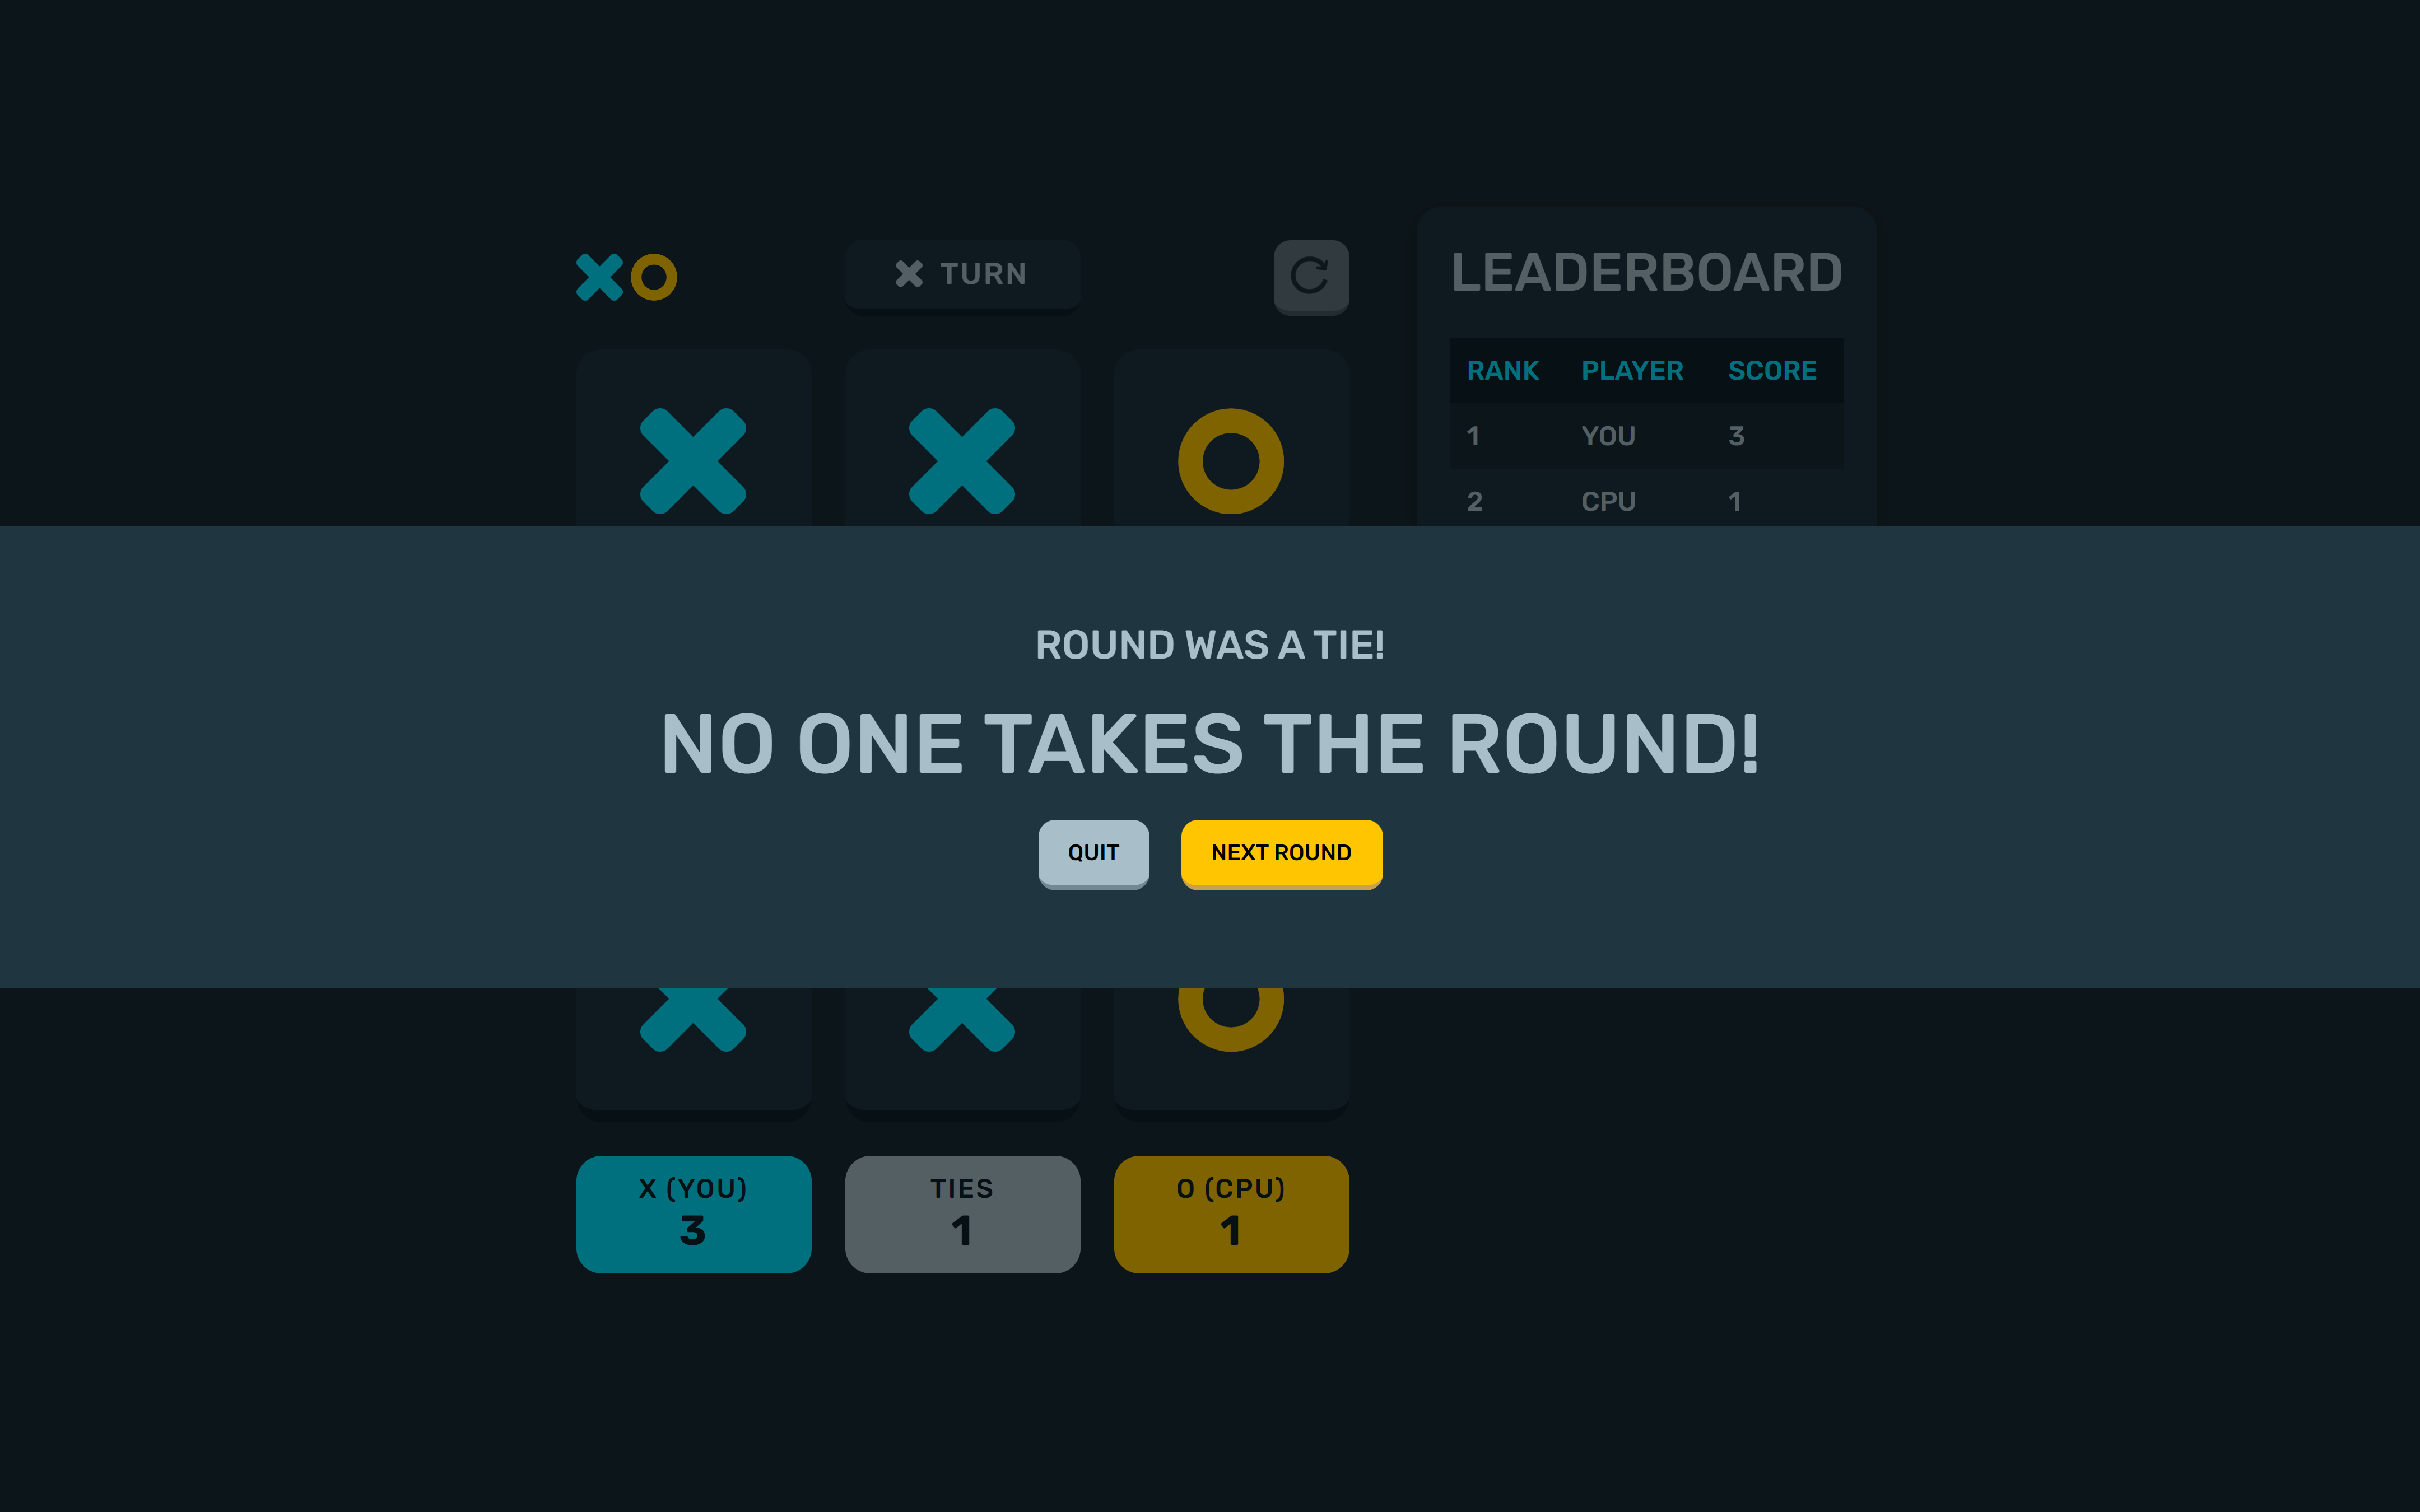 TURN
LEADERBOARD
RANK PLAYER SCORE
1 YOU 3
2 CPU 1
ROUND WAS A TIE!
NO ONE TAKES THE ROUND!
QUIT NEXT ROUND
X (YOU) TIES O (CPU)
3 1 1